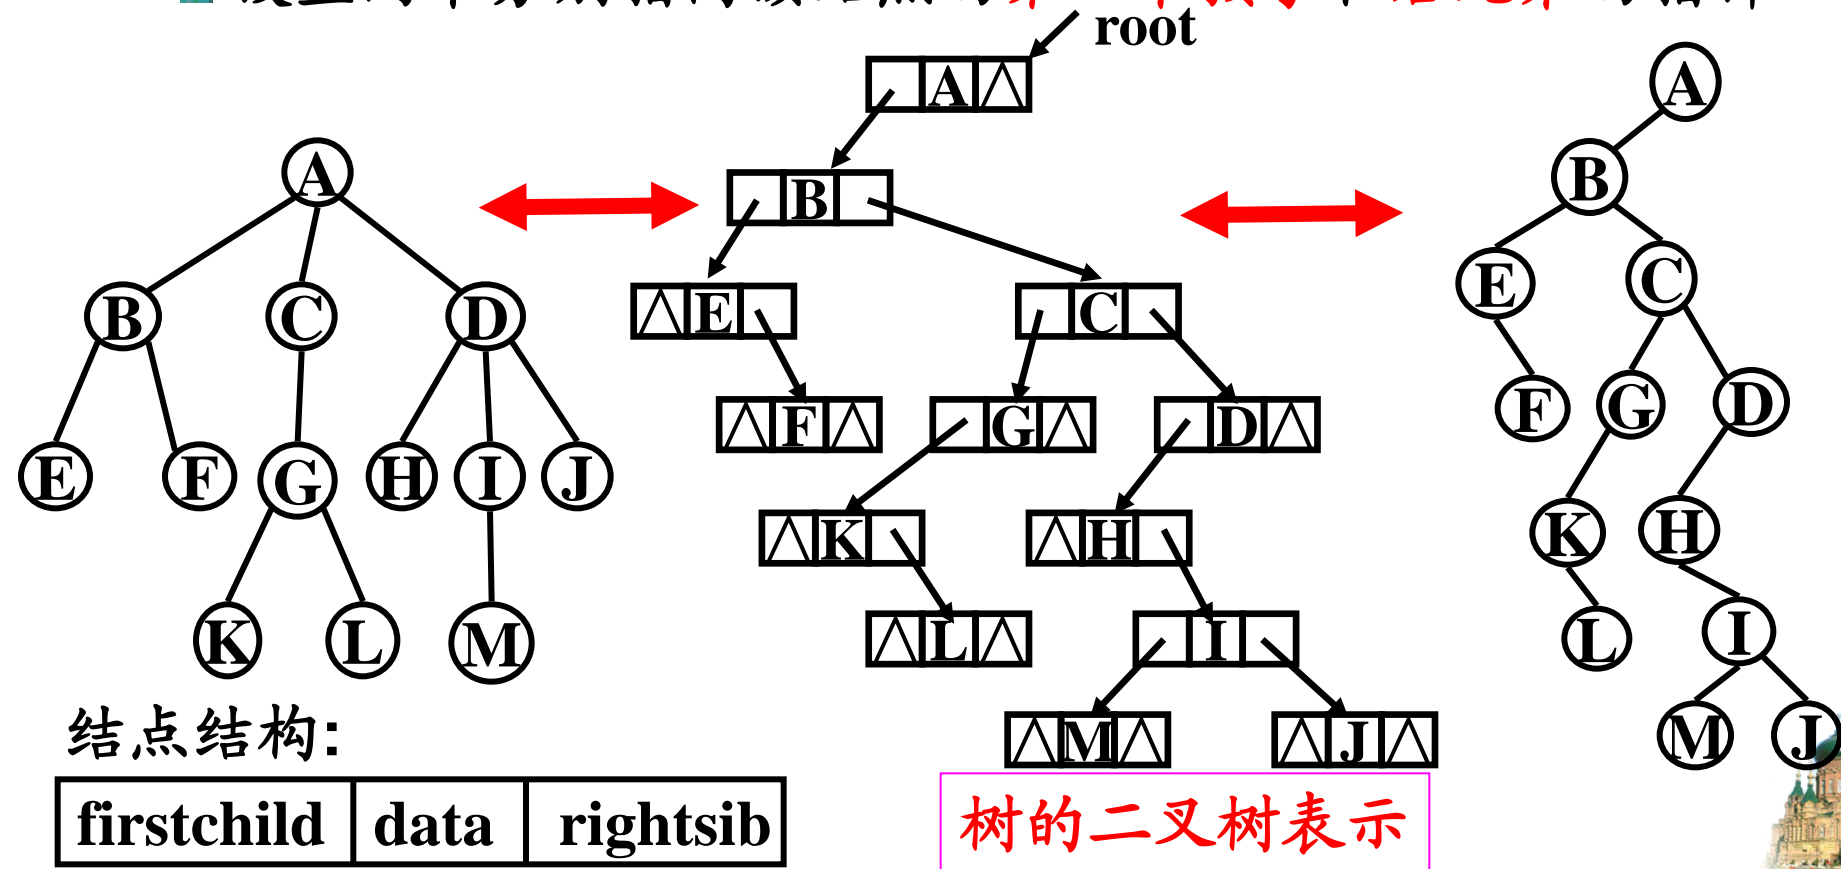 root
A ∧
A
A
B
B
B C D
E
C
∧ E
C
E F G H I J
∧ F ∧
G ∧
D ∧
F G D
∧ K
∧ H
K H
K L M
∧ L ∧
I
L I
∧ M ∧
∧ J ∧
M J
结点结构:
firstchild data rightsib
树的二叉树表示